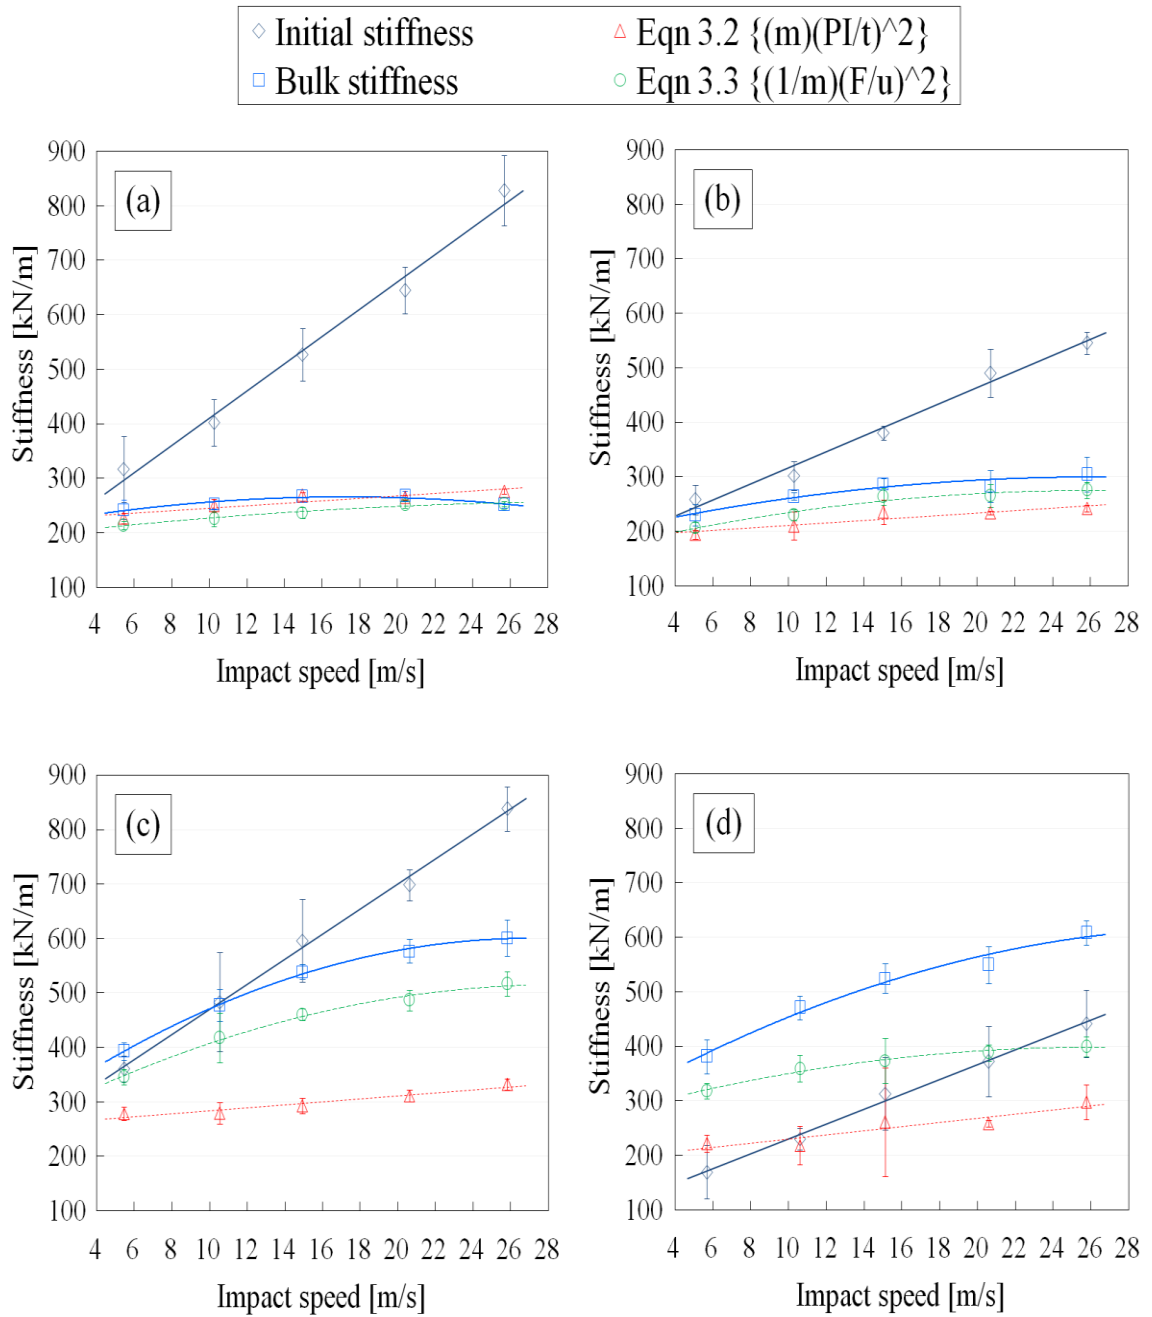 Initial stiffness
Eqn 3.2 {(m)(PI/t)^2}
Bulk stiffness
Eqn 3.3 {(1/m)(F/u)^2}
(a)
Stiffness [kN/m]
900
800
700
600
500
400
300
200
100
4 6 8 10 12 14 16 18 20 22 24 26 28
Impact speed [m/s]
(b)
Stiffness [kN/m]
900
800
700
600
500
400
300
200
100
4 6 8 10 12 14 16 18 20 22 24 26 28
Impact speed [m/s]
(c)
Stiffness [kN/m]
900
800
700
600
500
400
300
200
100
4 6 8 10 12 14 16 18 20 22 24 26 28
Impact speed [m/s]
(d)
Stiffness [kN/m]
900
800
700
600
500
400
300
200
100
4 6 8 10 12 14 16 18 20 22 24 26 28
Impact speed [m/s]